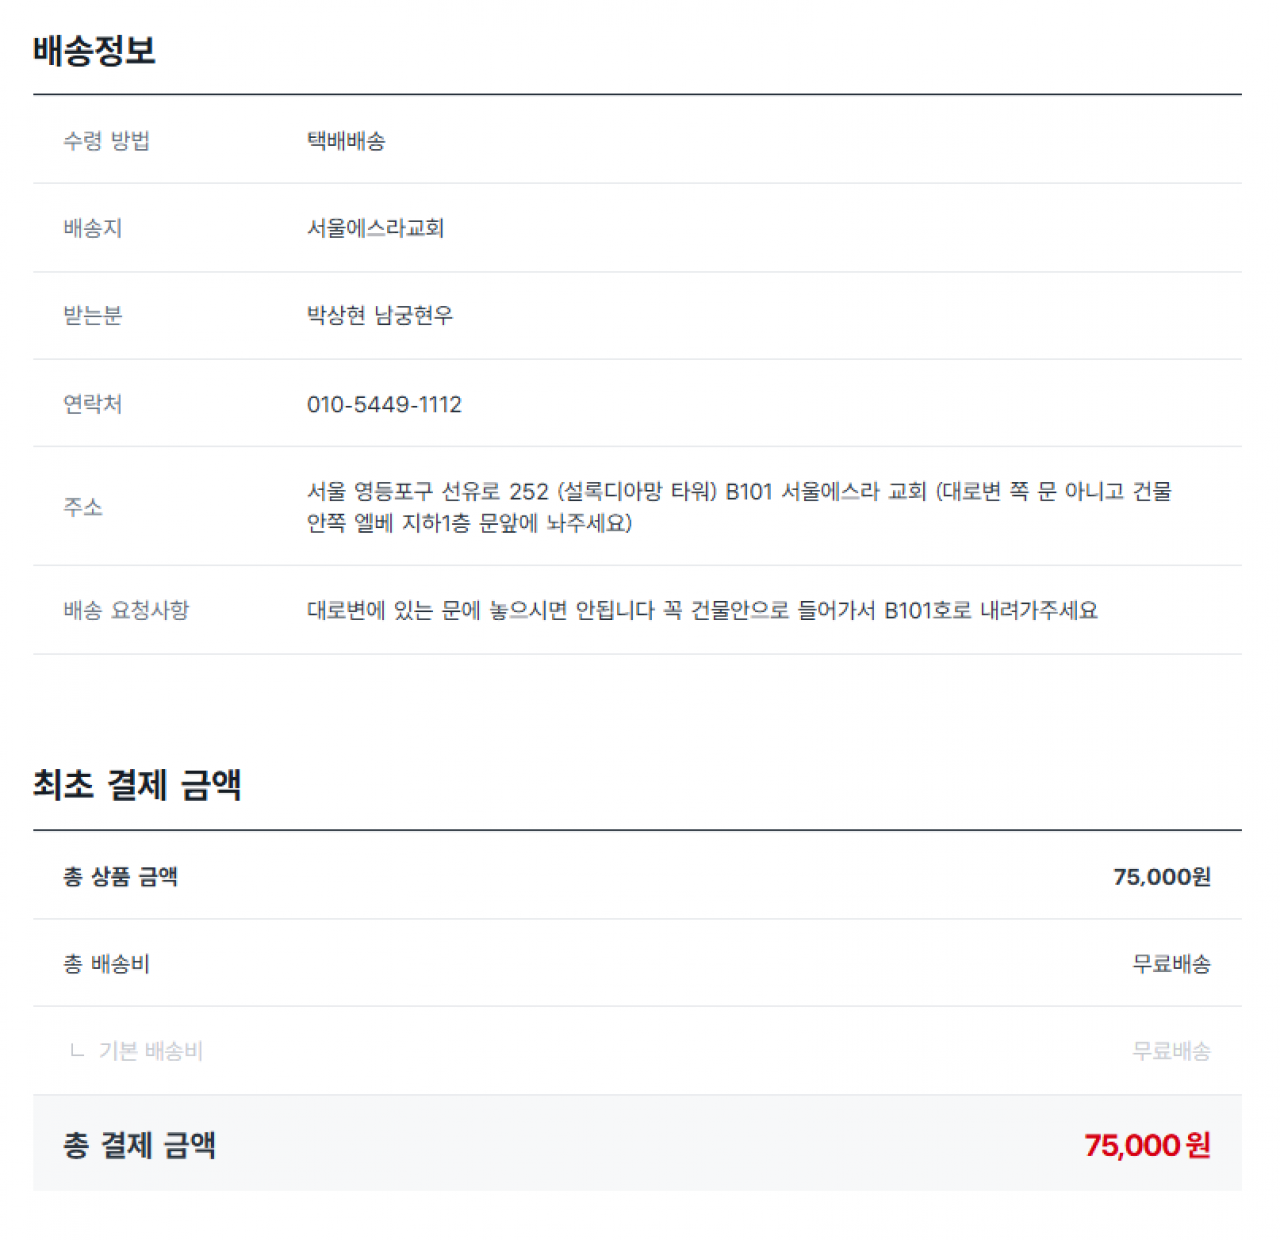 배송정보
수령 방법 택배배송
배송지 서울에스라교회
받는분 박상현 남궁현우
연락처 010-5449-1112
주소 서울 영등포구 선유로 252 (설록디아망 타워) B101 서울에스라 교회 (대로변 쪽 문 아니고 건물
안쪽 엘베 지하1층 문앞에 놔주세요)
배송 요청사항 대로변에 있는 문에 놓으시면 안됩니다 꼭 건물안으로 들어가서 B101호로 내려가주세요
최초 결제 금액
총 상품 금액 75,000원
총 배송비 무료배송
ㄴ 기본 배송비 무료배송
총 결제 금액 75,000원